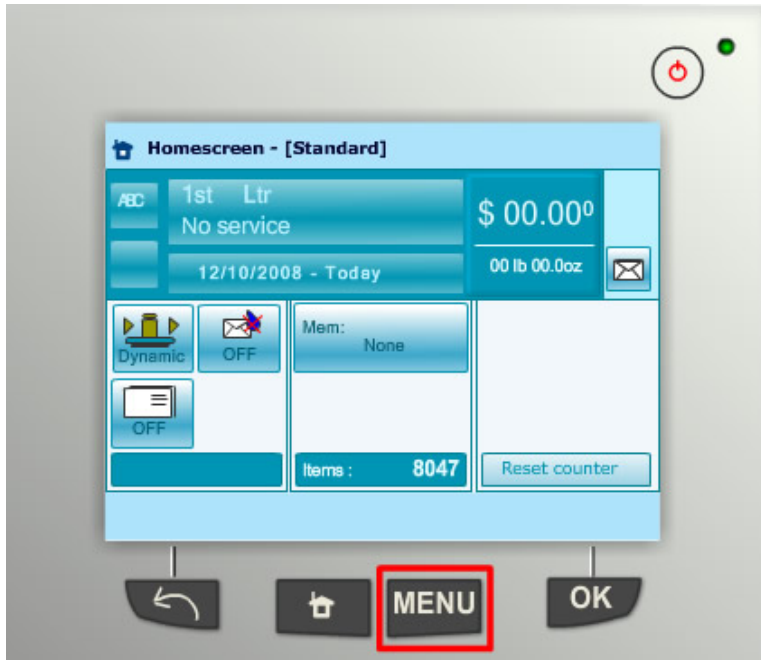 Homescreen - [Standard]
ABC
1st Ltr
No service
$ 00.00⁰
12/10/2008 - Today
00 lb 00.0oz
Dynamic
OFF
Mem:
None
OFF
Items : 8047
Reset counter
MENU
OK